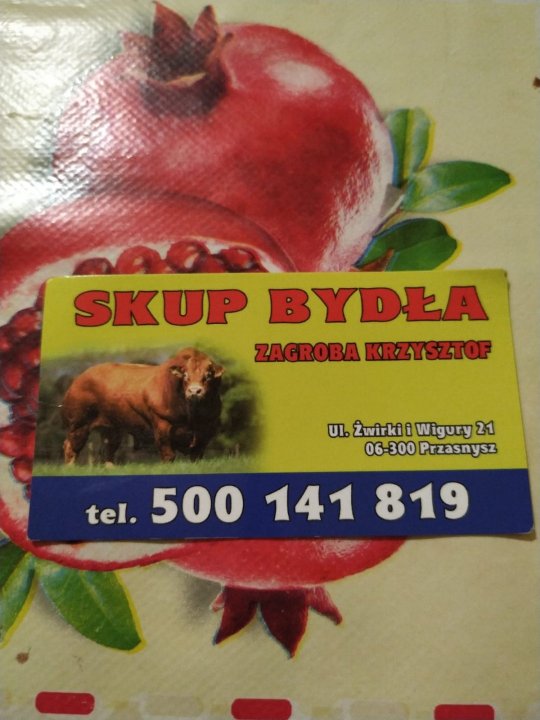 SKUP BYDŁA
ZAGROBA KRZYSZTOF
Ul. Żwirki i Wigury 21
06-300 Przasnysz
tel. 500 141 819